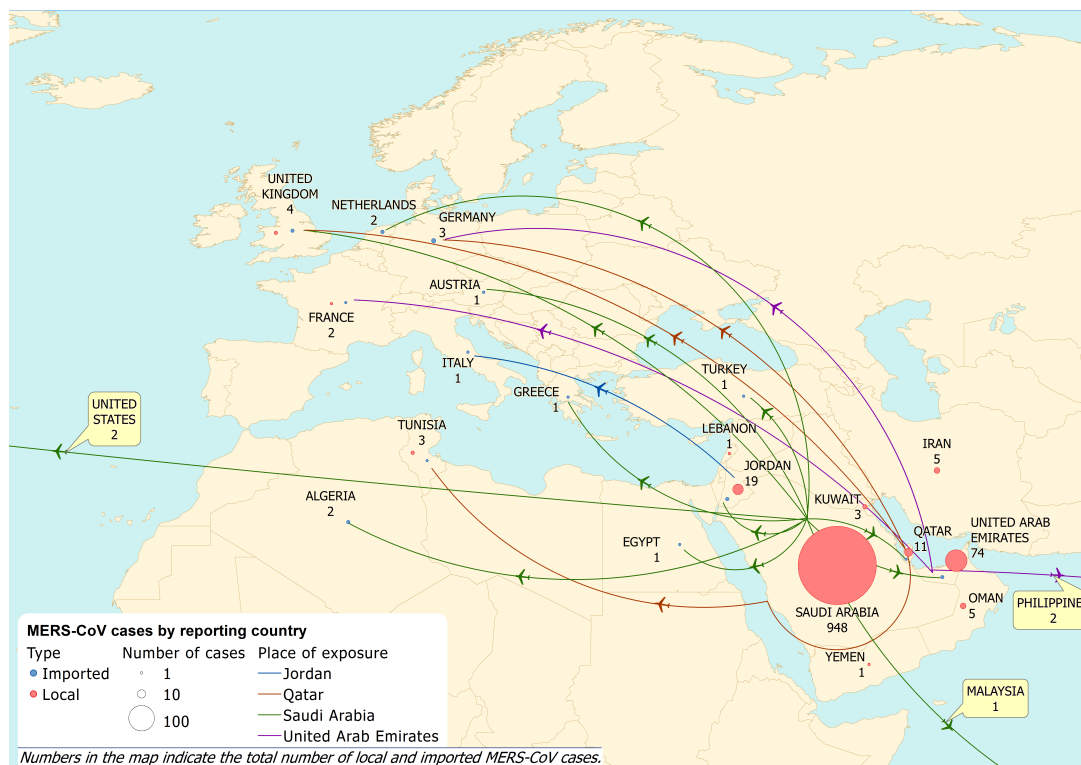 UNITED
KINGDOM
4
NETHERLANDS
2
GERMANY
3
AUSTRIA
1
FRANCE
2
ITALY
1
GREECE
1
TURKEY
1
UNITED
STATES
2
TUNISIA
3
LEBANON
1
IRAN
5
JORDAN
19
ALGERIA
2
KUWAIT
3
QATAR
11
UNITED ARAB
EMIRATES
74
EGYPT
1
PHILIPPINE
2
OMAN
5
SAUDI ARABIA
948
YEMEN
1
MALAYSIA
1
MERS-CoV cases by reporting country
Type
Imported
Local
Number of cases
1
10
100
Place of exposure
Jordan
Qatar
Saudi Arabia
United Arab Emirates
Numbers in the map indicate the total number of local and imported MERS-CoV cases.